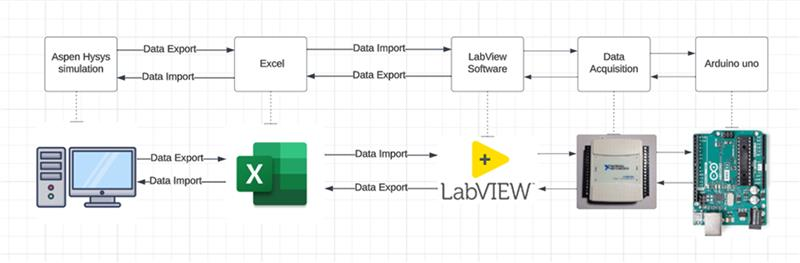 Aspen Hysys
simulation
Data Export
Data Import
Excel
Data Import
Data Export
LabView
Software
Data
Acquisition
Arduino uno
Data Export
Data Import
X
Data Import
Data Export
LabVIEW™